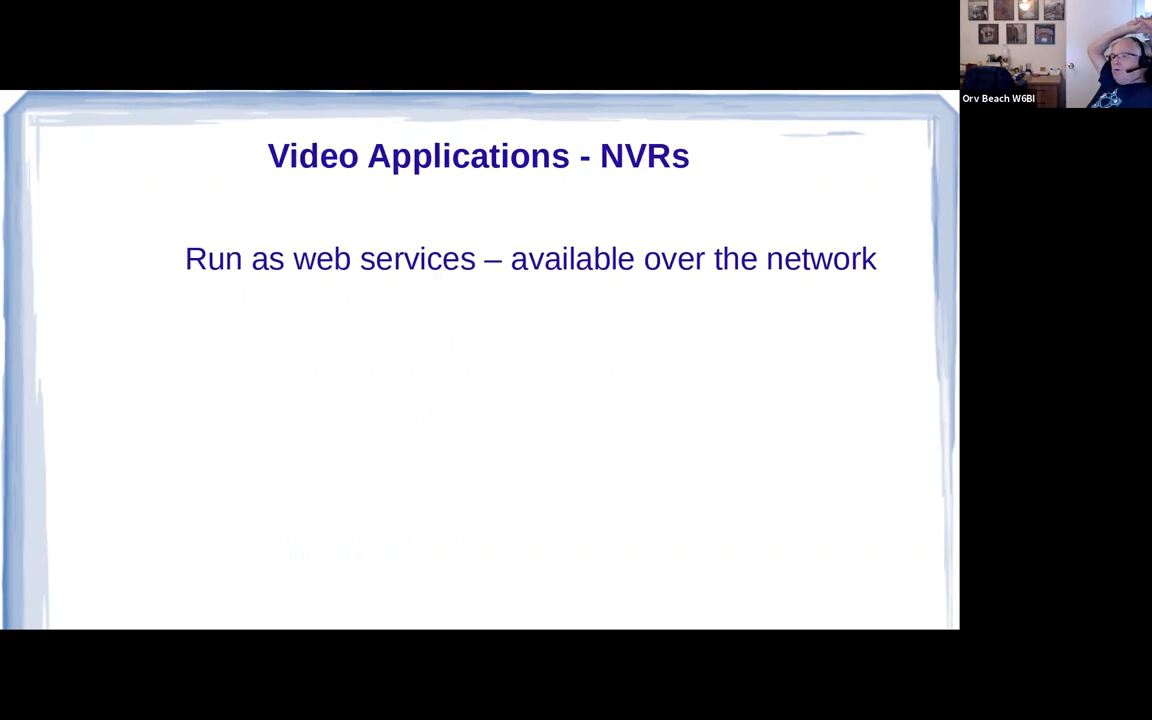 Orv Beach W6BI
Video Applications - NVRs
Run as web services – available over the network